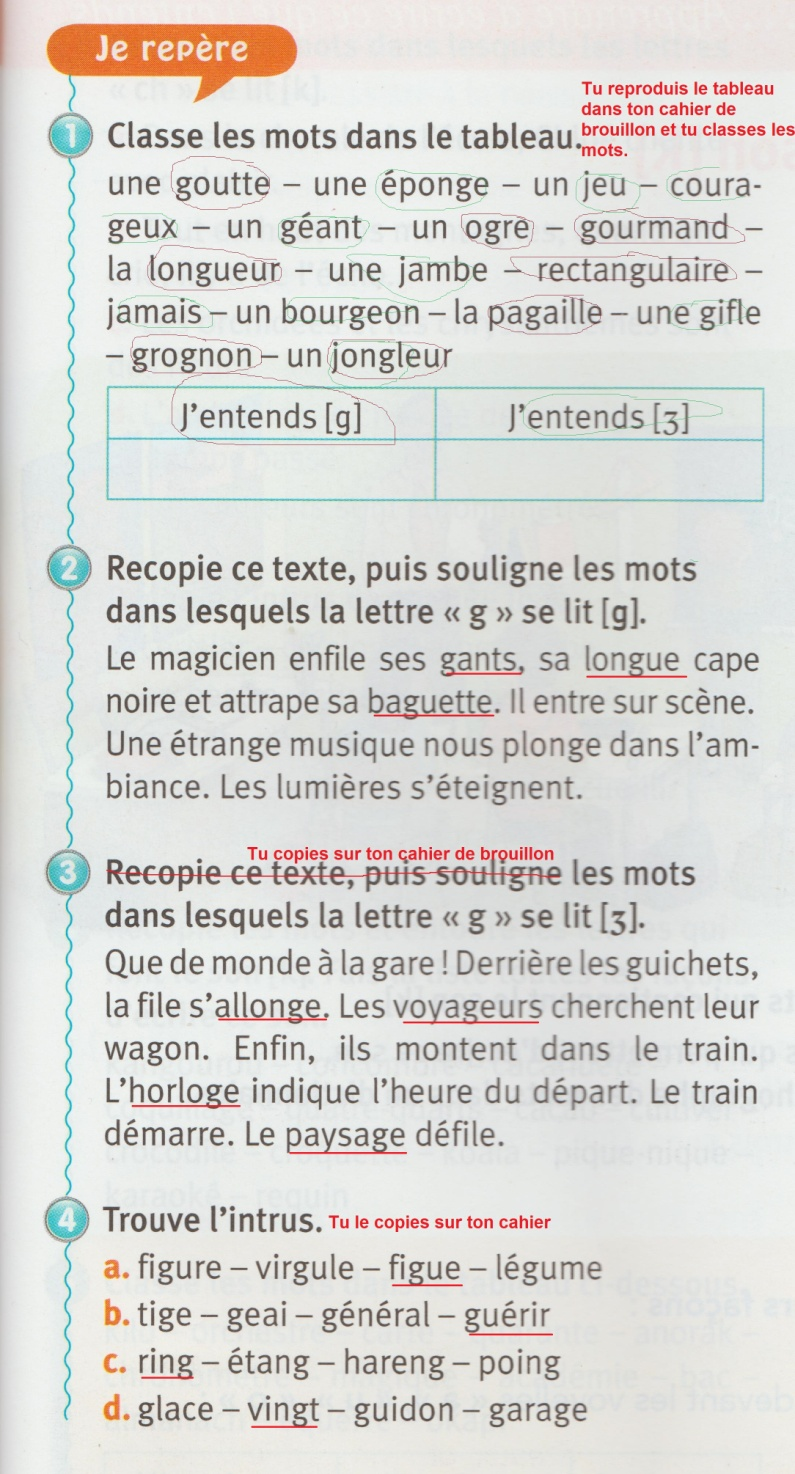 Je repère
Tu reproduis le tableau
dans ton cahier de
brouillon et tu classes les
mots.
1 Classe les mots dans le tableau.
une goutte – une éponge – un jeu – coura-
geux – un géant – un ogre – gourmand –
la longueur – une jambe – rectangulaire –
jamais – un bourgeon – la pagaille – une gifle
– grognon – un jongleur
J'entends [g] J'entends [ʒ]
2 Recopie ce texte, puis souligne les mots
dans lesquels la lettre « g » se lit [g].
Le magicien enfile ses gants, sa longue cape
noire et attrape sa baguette. Il entre sur scène.
Une étrange musique nous plonge dans l'am-
biance. Les lumières s'éteignent.
Tu copies sur ton cahier de brouillon
3 Recopie ce texte, puis souligne les mots
dans lesquels la lettre « g » se lit [ʒ].
Que de monde à la gare ! Derrière les guichets,
la file s'allonge. Les voyageurs cherchent leur
wagon. Enfin, ils montent dans le train.
L'horloge indique l'heure du départ. Le train
démarre. Le paysage défile.
4 Trouve l'intrus. Tu le copies sur ton cahier
a. figure – virgule – figue – légume
b. tige – geai – général – guérir
c. ring – étang – hareng – poing
d. glace – vingt – guidon – garage